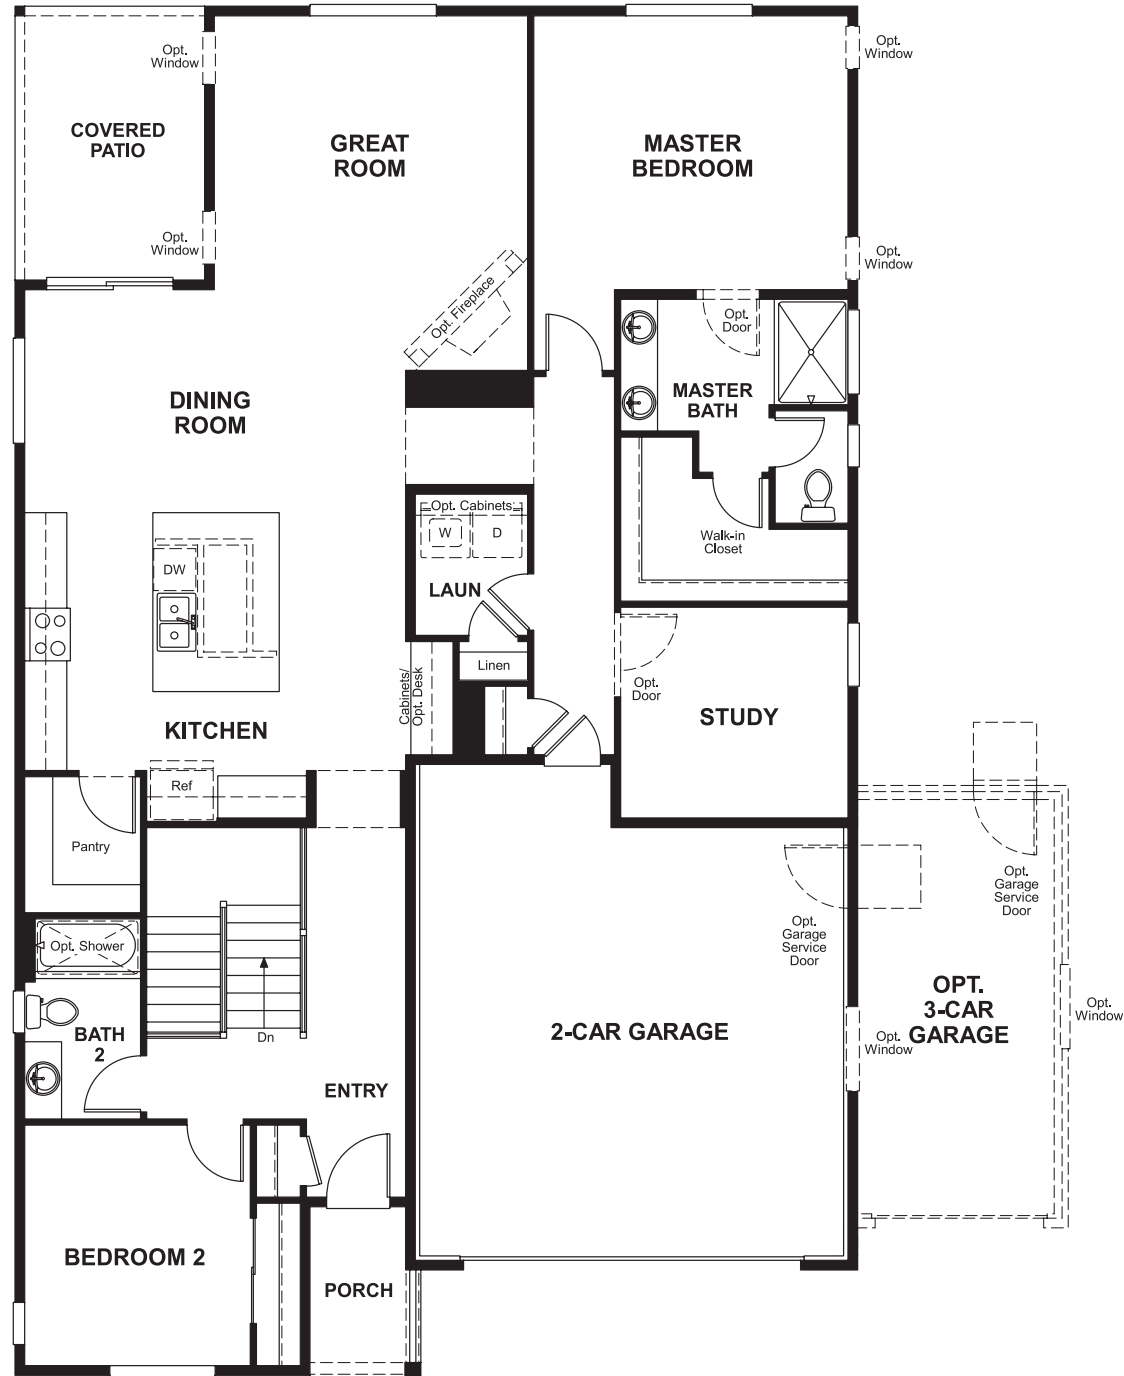 Opt.
Window
Opt.
Window
COVERED
PATIO
GREAT
ROOM
MASTER
BEDROOM
Opt.
Window
Opt.
Window
Opt. Fireplace
Opt.
Door
DINING
ROOM
MASTER
BATH
Opt. Cabinets
W
D
Walk-in
Closet
DW
LAUN
Linen
Cabinets/
Opt. Desk
Opt.
Door
STUDY
KITCHEN
Ref
Pantry
Opt.
Garage
Service
Door
Opt.
Garage
Service
Door
Opt. Shower
OPT.
3-CAR
GARAGE
Opt.
Window
2-CAR GARAGE
Opt.
Window
BATH
2
Dn
ENTRY
BEDROOM 2
PORCH